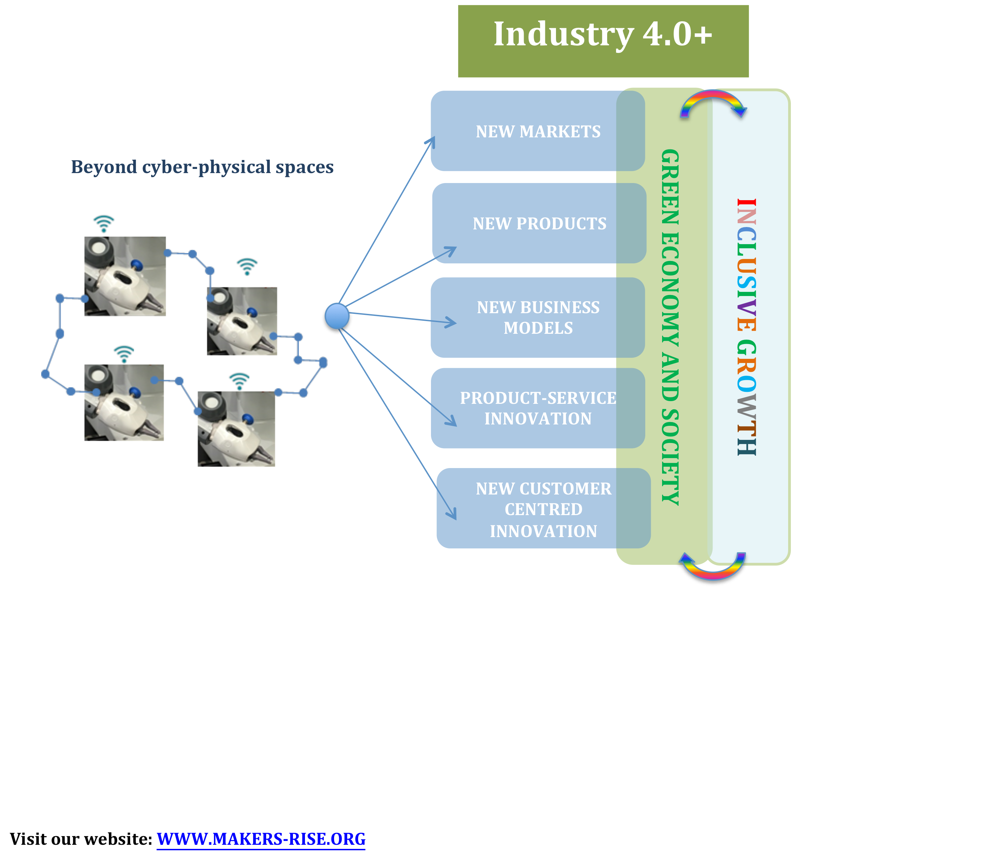 Industry 4.0+
Beyond cyber-physical spaces
NEW MARKETS
NEW PRODUCTS
NEW BUSINESS
MODELS
PRODUCT-SERVICE
INNOVATION
NEW CUSTOMER
CENTRED
INNOVATION
GREEN ECONOMY AND SOCIETY
INCLUSIVE GROWTH
Visit our website: WWW.MAKERS-RISE.ORG